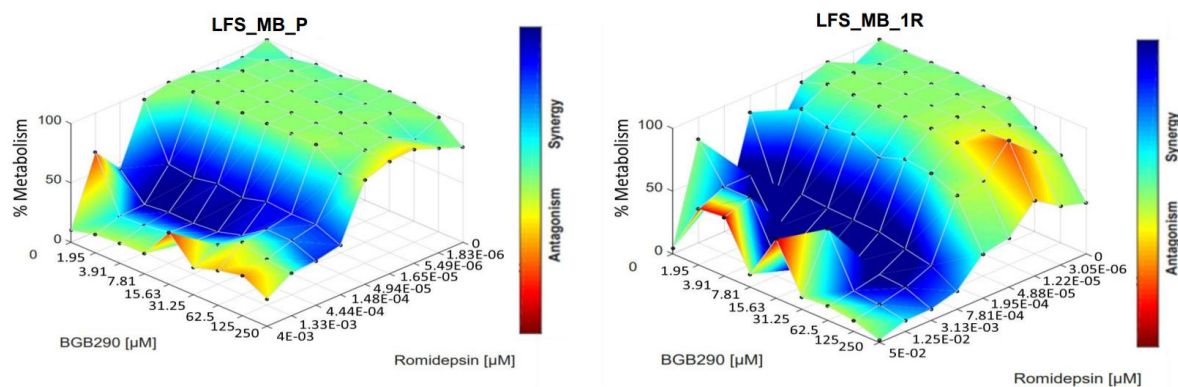 LFS_MB_P
% Metabolism
100
50
0
0
1.95
3.91
7.81
15.63
31.25
62.5
125
250
BGB290 [µM]
0
1.83E-06
5.49E-06
1.65E-05
4.94E-05
1.48E-04
4.44E-04
1.33E-03
4E-03
Romidepsin [µM]
Synergy
Antagonism
LFS_MB_1R
% Metabolism
100
50
0
0
1.95
3.91
7.81
15.63
31.25
62.5
125
250
BGB290 [µM]
0
3.05E-06
1.22E-05
4.88E-05
1.95E-04
7.81E-04
3.13E-03
1.25E-02
5E-02
Romidepsin [µM]
Synergy
Antagonism